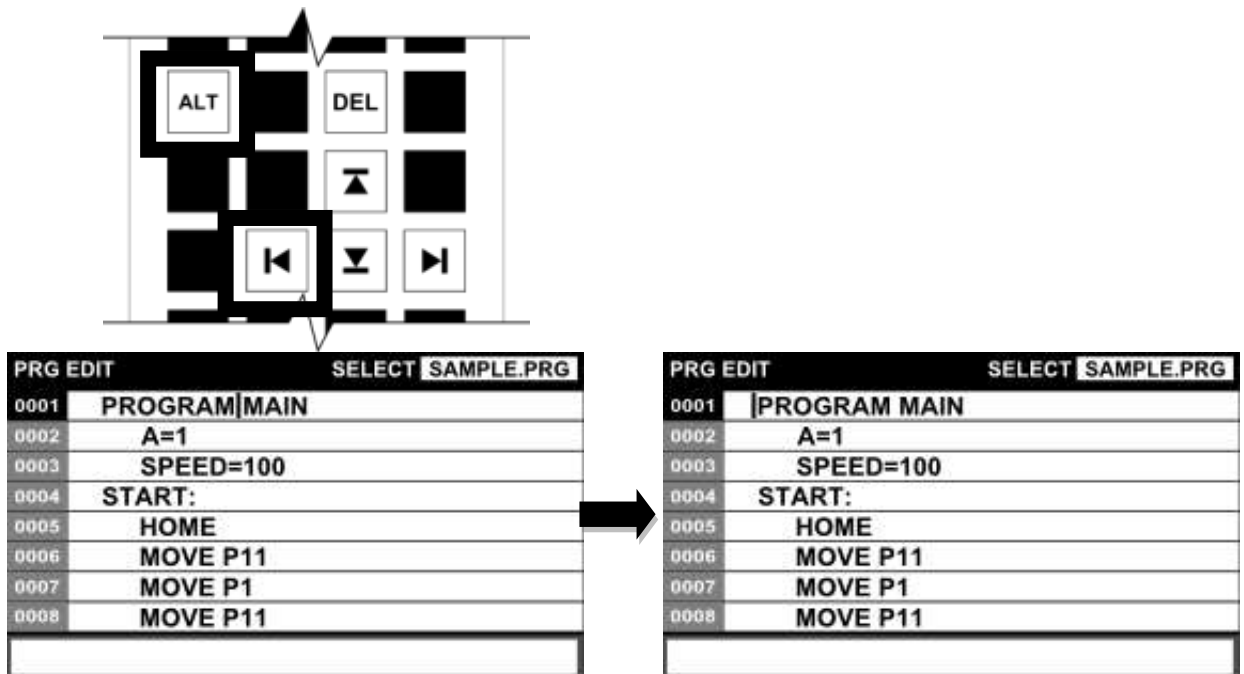 ALT DEL
PRG EDIT SELECT SAMPLE.PRG
0001 PROGRAM MAIN
0002 A=1
0003 SPEED=100
0004 START:
0005 HOME
0006 MOVE P11
0007 MOVE P1
0008 MOVE P11
PRG EDIT SELECT SAMPLE.PRG
0001 PROGRAM MAIN
0002 A=1
0003 SPEED=100
0004 START:
0005 HOME
0006 MOVE P11
0007 MOVE P1
0008 MOVE P11